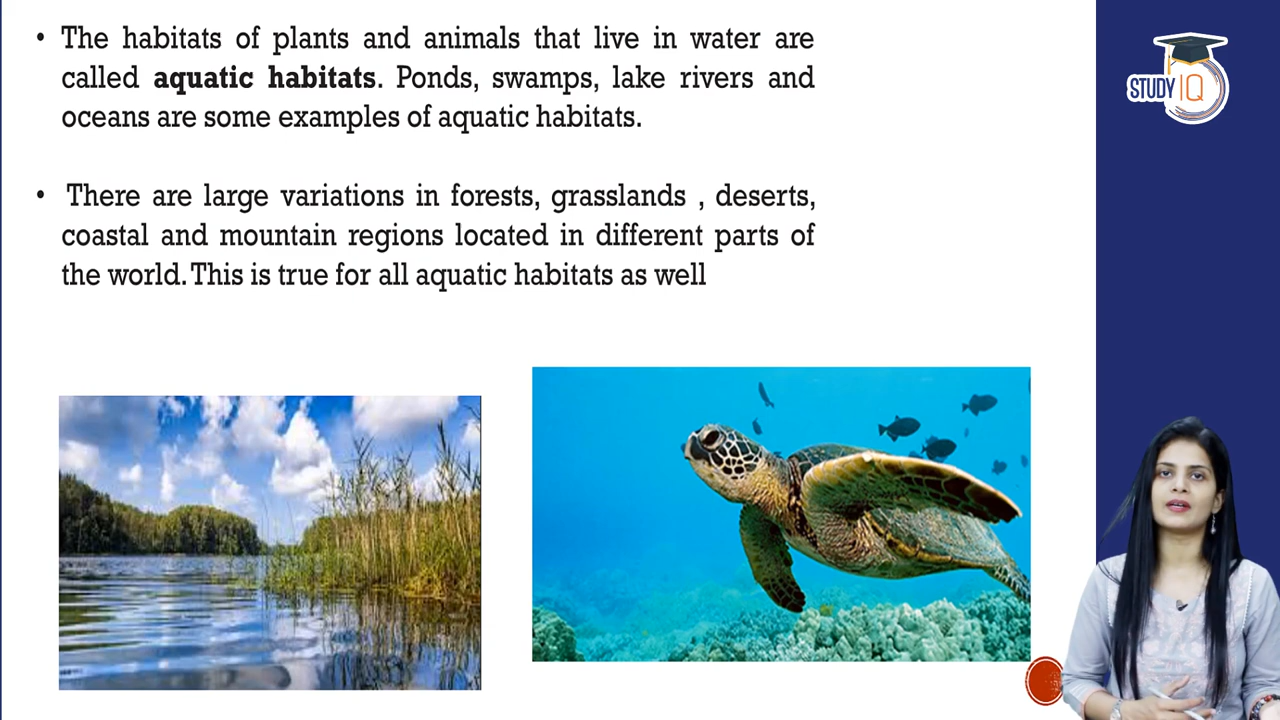 • The habitats of plants and animals that live in water are
called aquatic habitats. Ponds, swamps, lake rivers and
oceans are some examples of aquatic habitats.
• There are large variations in forests, grasslands , deserts,
coastal and mountain regions located in different parts of
the world. This is true for all aquatic habitats as well
STUDY IQ